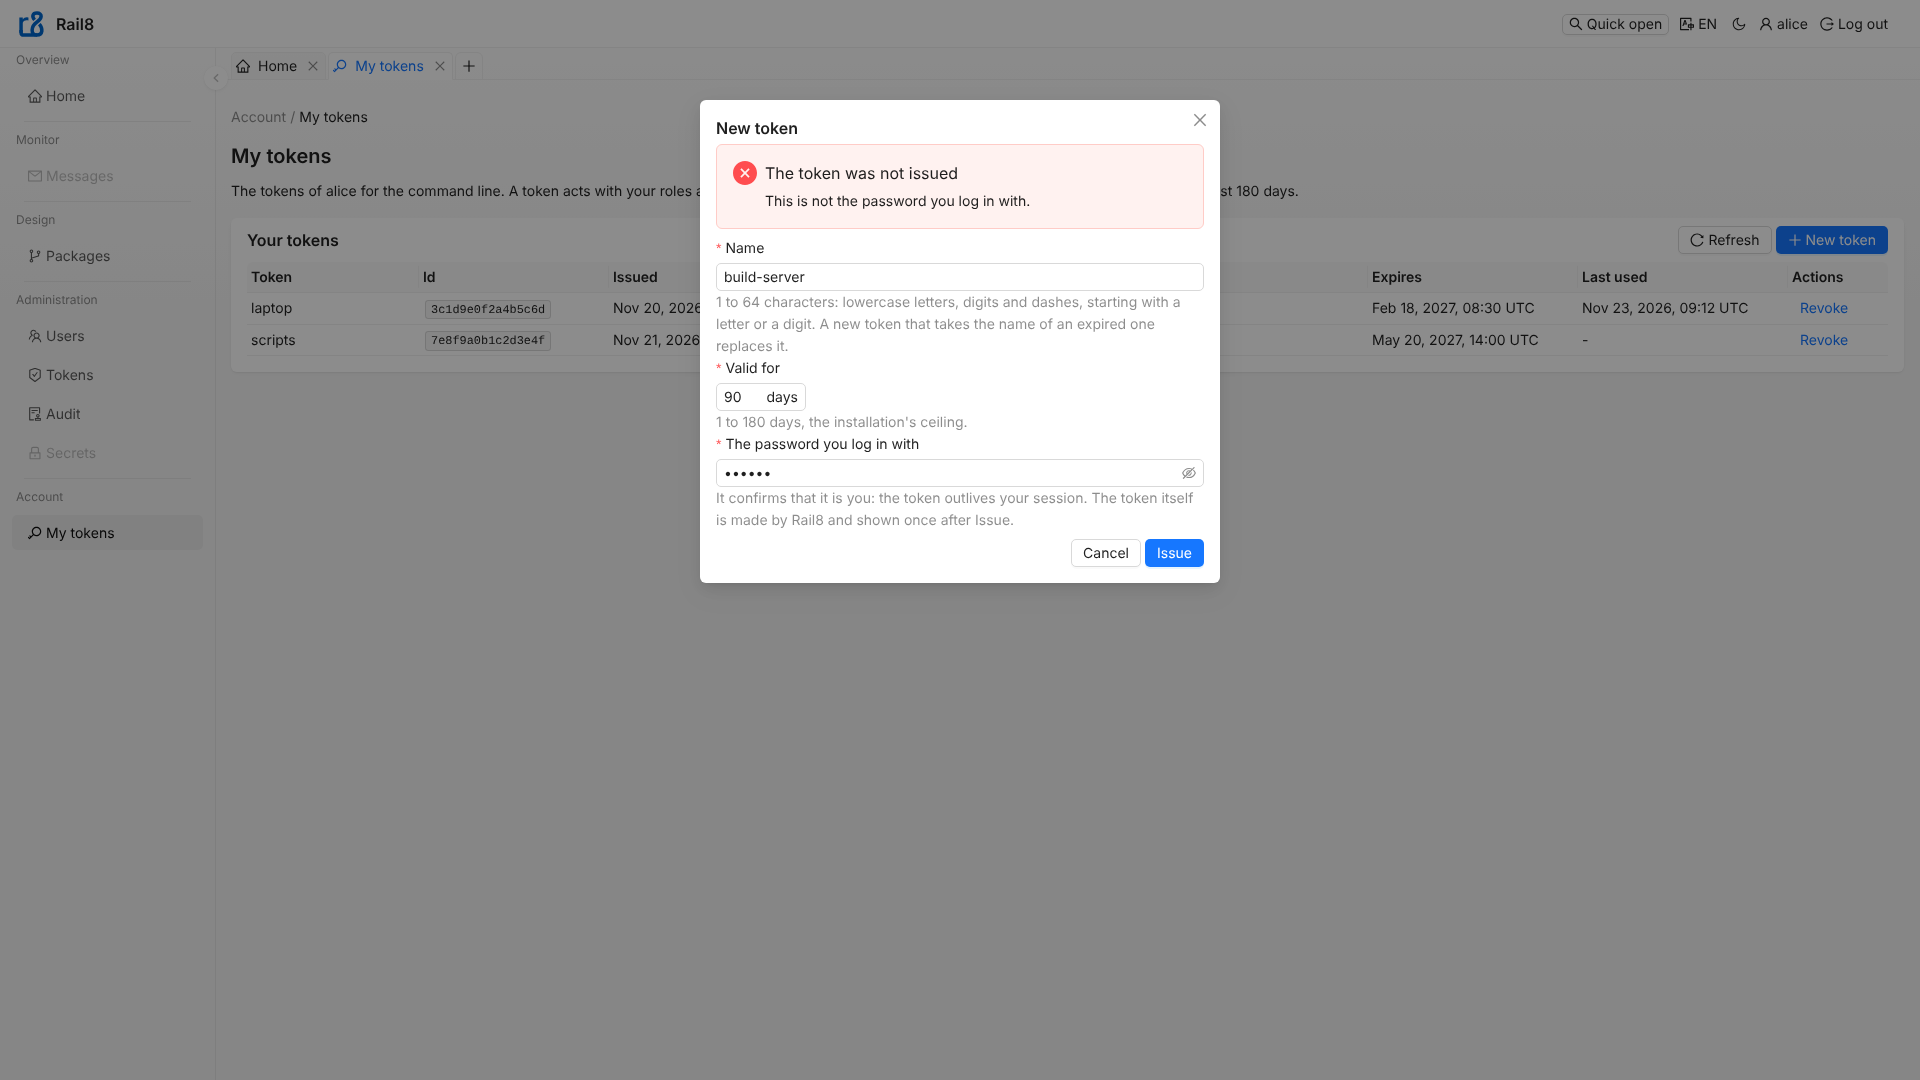 Rail8
Quick open
EN
alice
Log out
Overview
Home
Monitor
Messages
Design
Packages
Administration
Users
Tokens
Audit
Secrets
Account
My tokens
Home
My tokens
Account / My tokens
My tokens
The tokens of alice for the command line. A token acts with your roles
st 180 days.
Your tokens
Refresh
New token
Token Id Issued Expires Last used Actions
laptop 3c1d9e0f2a4b5c6d Nov 20, 2026 Feb 18, 2027, 08:30 UTC Nov 23, 2026, 09:12 UTC Revoke
scripts 7e8f9a0b1c2d3e4f Nov 21, 2026 May 20, 2027, 14:00 UTC - Revoke
New token
The token was not issued
This is not the password you log in with.
* Name
build-server
1 to 64 characters: lowercase letters, digits and dashes, starting with a
letter or a digit. A new token that takes the name of an expired one
replaces it.
* Valid for
90 days
1 to 180 days, the installation's ceiling.
* The password you log in with
••••••
It confirms that it is you: the token outlives your session. The token itself
is made by Rail8 and shown once after Issue.
Cancel
Issue